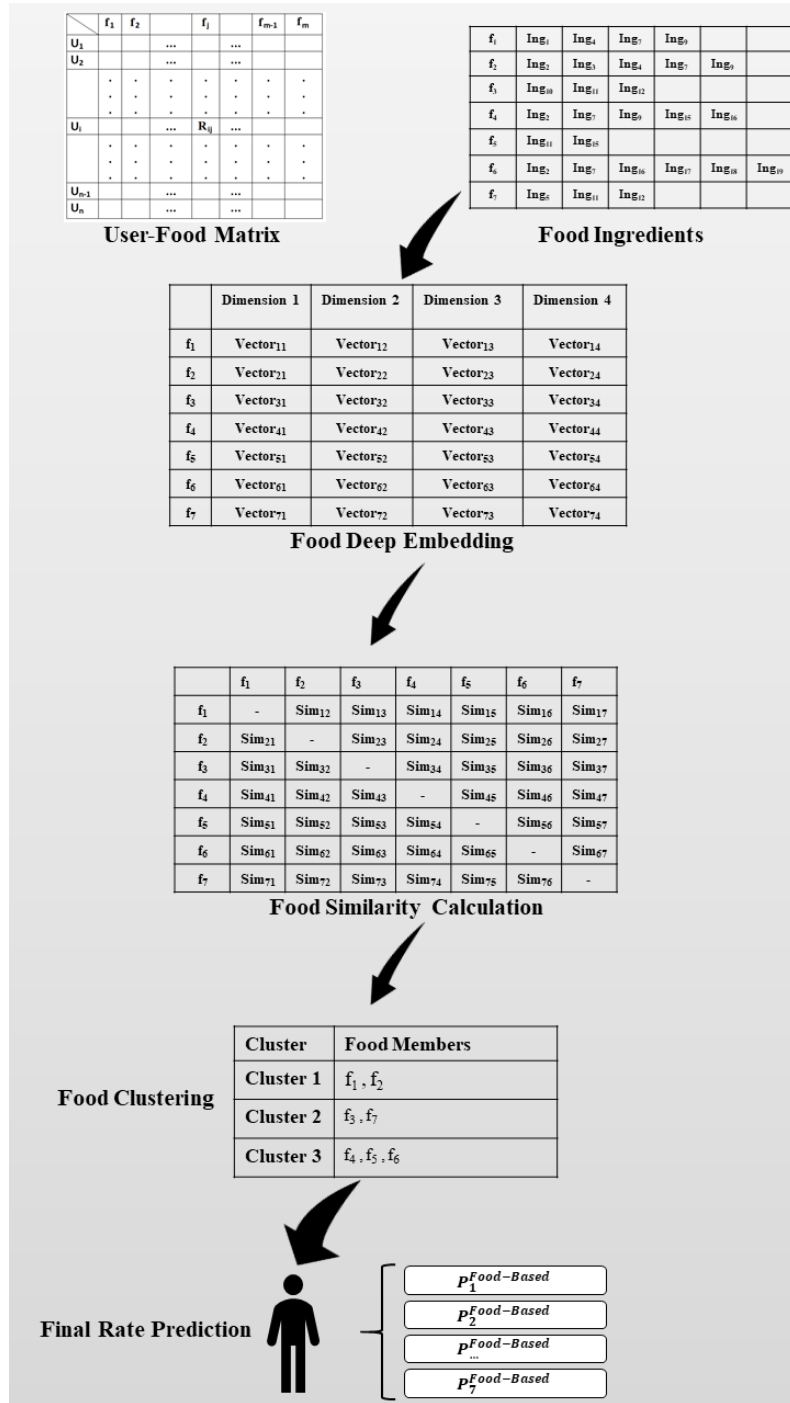 f₁ f₂ fⱼ fₘ₋₁ fₘ
U₁ ... ...
U₂ ... ...
. . . . . . .
. . . . . . .
. . . . . . .
Uᵢ ... Rᵢⱼ ...
. . . . . . .
. . . . . . .
. . . . . . .
Uₙ₋₁ ... ...
Uₙ ... ...
User-Food Matrix
f₁ Ing₁ Ing₄ Ing₇ Ing₉
f₂ Ing₂ Ing₃ Ing₄ Ing₇ Ing₉
f₃ Ing₁₀ Ing₁₁ Ing₁₂
f₄ Ing₂ Ing₇ Ing₉ Ing₁₅ Ing₁₆
f₅ Ing₁₁ Ing₁₅
f₆ Ing₂ Ing₇ Ing₁₆ Ing₁₇ Ing₁₈ Ing₁₉
f₇ Ing₅ Ing₁₁ Ing₁₂
Food Ingredients
Dimension 1 Dimension 2 Dimension 3 Dimension 4
f₁ Vector₁₁ Vector₁₂ Vector₁₃ Vector₁₄
f₂ Vector₂₁ Vector₂₂ Vector₂₃ Vector₂₄
f₃ Vector₃₁ Vector₃₂ Vector₃₃ Vector₃₄
f₄ Vector₄₁ Vector₄₂ Vector₄₃ Vector₄₄
f₅ Vector₅₁ Vector₅₂ Vector₅₃ Vector₅₄
f₆ Vector₆₁ Vector₆₂ Vector₆₃ Vector₆₄
f₇ Vector₇₁ Vector₇₂ Vector₇₃ Vector₇₄
Food Deep Embedding
f₁ f₂ f₃ f₄ f₅ f₆ f₇
f₁ - Sim₁₂ Sim₁₃ Sim₁₄ Sim₁₅ Sim₁₆ Sim₁₇
f₂ Sim₂₁ - Sim₂₃ Sim₂₄ Sim₂₅ Sim₂₆ Sim₂₇
f₃ Sim₃₁ Sim₃₂ - Sim₃₄ Sim₃₅ Sim₃₆ Sim₃₇
f₄ Sim₄₁ Sim₄₂ Sim₄₃ - Sim₄₅ Sim₄₆ Sim₄₇
f₅ Sim₅₁ Sim₅₂ Sim₅₃ Sim₅₄ - Sim₅₆ Sim₅₇
f₆ Sim₆₁ Sim₆₂ Sim₆₃ Sim₆₄ Sim₆₅ - Sim₆₇
f₇ Sim₇₁ Sim₇₂ Sim₇₃ Sim₇₄ Sim₇₅ Sim₇₆ -
Food Similarity Calculation
Cluster Food Members
Cluster 1 f₁ , f₂
Cluster 2 f₃ , f₇
Cluster 3 f₄ , f₅ , f₆
Food Clustering
Final Rate Prediction
P₁^Food-Based
P₂^Food-Based
P_...^Food-Based
P₇^Food-Based